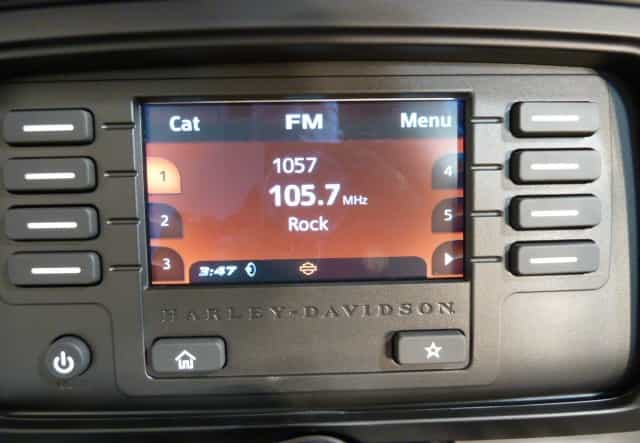 Cat FM Menu
1057
1 4
105.7 MHz
2 Rock 5
3
3:47
HARLEY-DAVIDSON